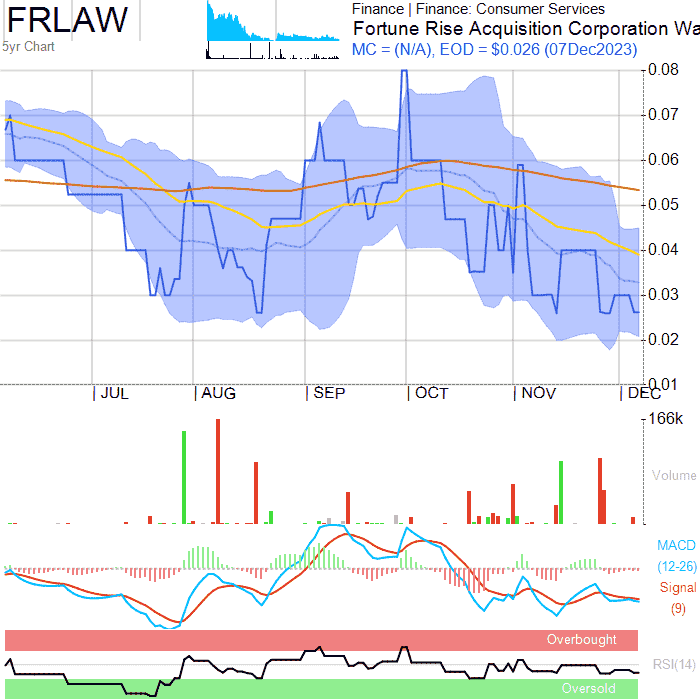 FRLAW
5yr Chart
Finance | Finance: Consumer Services
Fortune Rise Acquisition Corporation Wa
MC = (N/A), EOD = $0.026 (07Dec2023)
0.08
0.07
0.06
0.05
0.04
0.03
0.02
0.01
JUL AUG SEP OCT NOV DEC
166k
Volume
MACD
(12-26)
Signal
(9)
Overbought
RSI(14)
Oversold